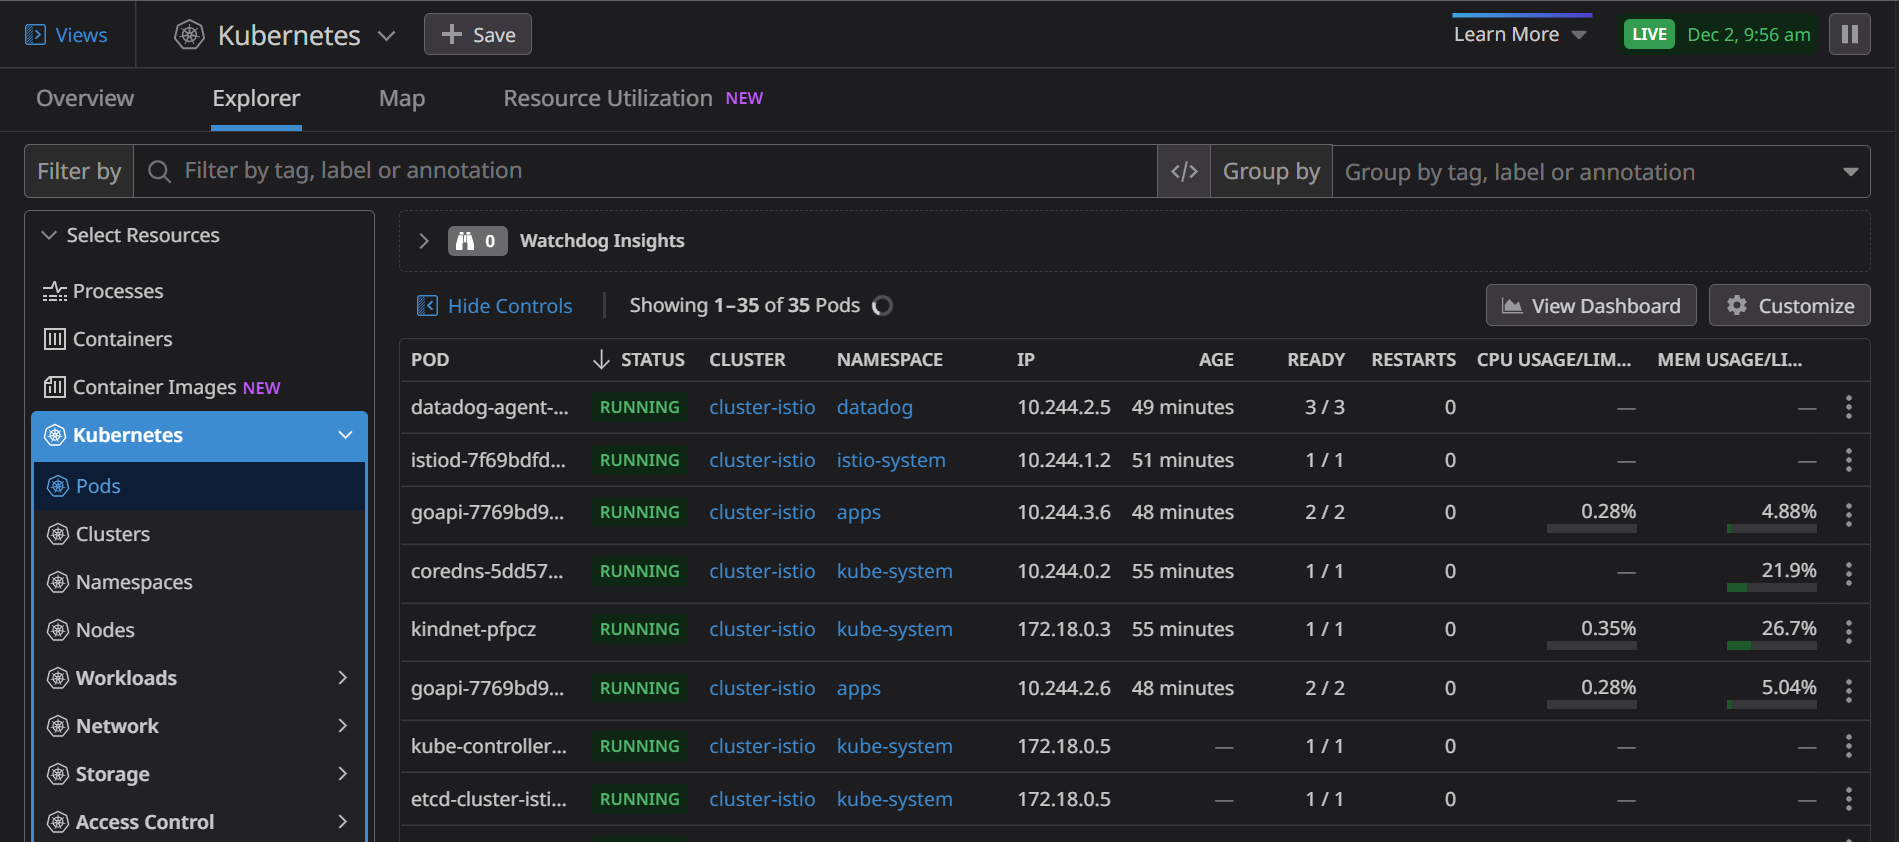 Views
Kubernetes
Save
Learn More
LIVE
Dec 2, 9:56 am
Overview
Explorer
Map
Resource Utilization NEW
Filter by
Filter by tag, label or annotation
</>
Group by
Group by tag, label or annotation
Select Resources
Processes
Containers
Container Images NEW
Kubernetes
Pods
Clusters
Namespaces
Nodes
Workloads
Network
Storage
Access Control
0 Watchdog Insights
Hide Controls
Showing 1–35 of 35 Pods
View Dashboard
Customize
POD STATUS CLUSTER NAMESPACE IP AGE READY RESTARTS CPU USAGE/LIM... MEM USAGE/LI...
datadog-agent-... RUNNING cluster-istio datadog 10.244.2.5 49 minutes 3 / 3 0 — —
istiod-7f69bdfd... RUNNING cluster-istio istio-system 10.244.1.2 51 minutes 1 / 1 0 — —
goapi-7769bd9... RUNNING cluster-istio apps 10.244.3.6 48 minutes 2 / 2 0 0.28% 4.88%
coredns-5dd57... RUNNING cluster-istio kube-system 10.244.0.2 55 minutes 1 / 1 0 — 21.9%
kindnet-pfpcz RUNNING cluster-istio kube-system 172.18.0.3 55 minutes 1 / 1 0 0.35% 26.7%
goapi-7769bd9... RUNNING cluster-istio apps 10.244.2.6 48 minutes 2 / 2 0 0.28% 5.04%
kube-controller... RUNNING cluster-istio kube-system 172.18.0.5 — 1 / 1 0 — —
etcd-cluster-isti... RUNNING cluster-istio kube-system 172.18.0.5 — 1 / 1 0 — —